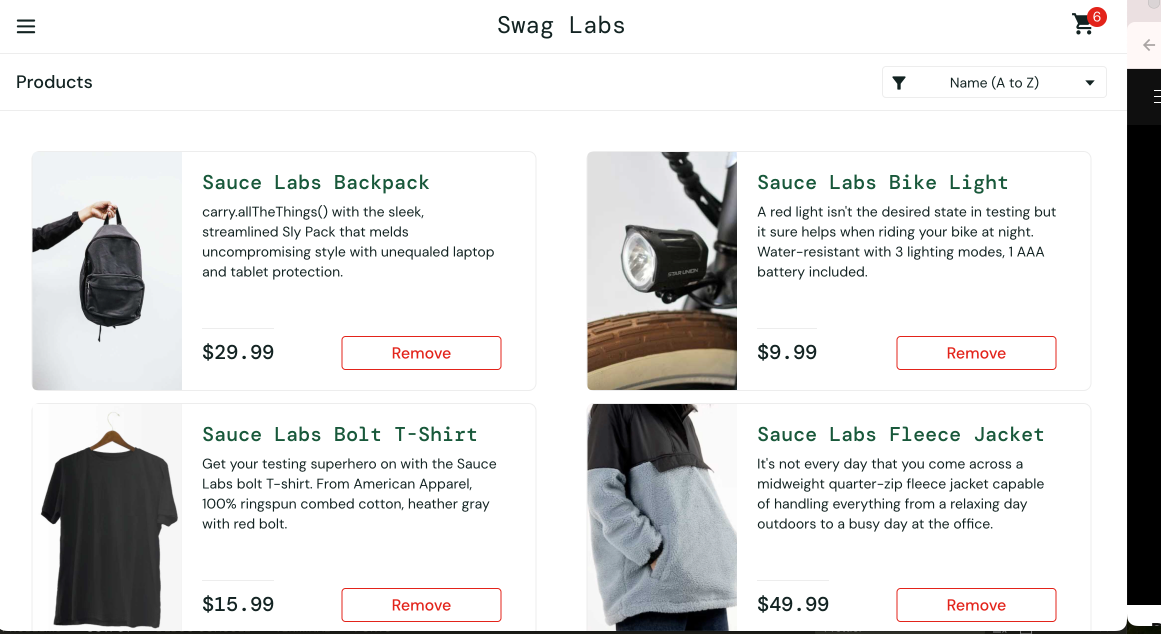 Swag Labs
6
Products
Name (A to Z)
Sauce Labs Backpack
carry.allTheThings() with the sleek,
streamlined Sly Pack that melds
uncompromising style with unequaled laptop
and tablet protection.
$29.99
Remove
Sauce Labs Bike Light
A red light isn't the desired state in testing but
it sure helps when riding your bike at night.
Water-resistant with 3 lighting modes, 1 AAA
battery included.
STAR UNION
$9.99
Remove
Sauce Labs Bolt T-Shirt
Get your testing superhero on with the Sauce
Labs bolt T-shirt. From American Apparel,
100% ringspun combed cotton, heather gray
with red bolt.
$15.99
Remove
Sauce Labs Fleece Jacket
It's not every day that you come across a
midweight quarter-zip fleece jacket capable
of handling everything from a relaxing day
outdoors to a busy day at the office.
$49.99
Remove